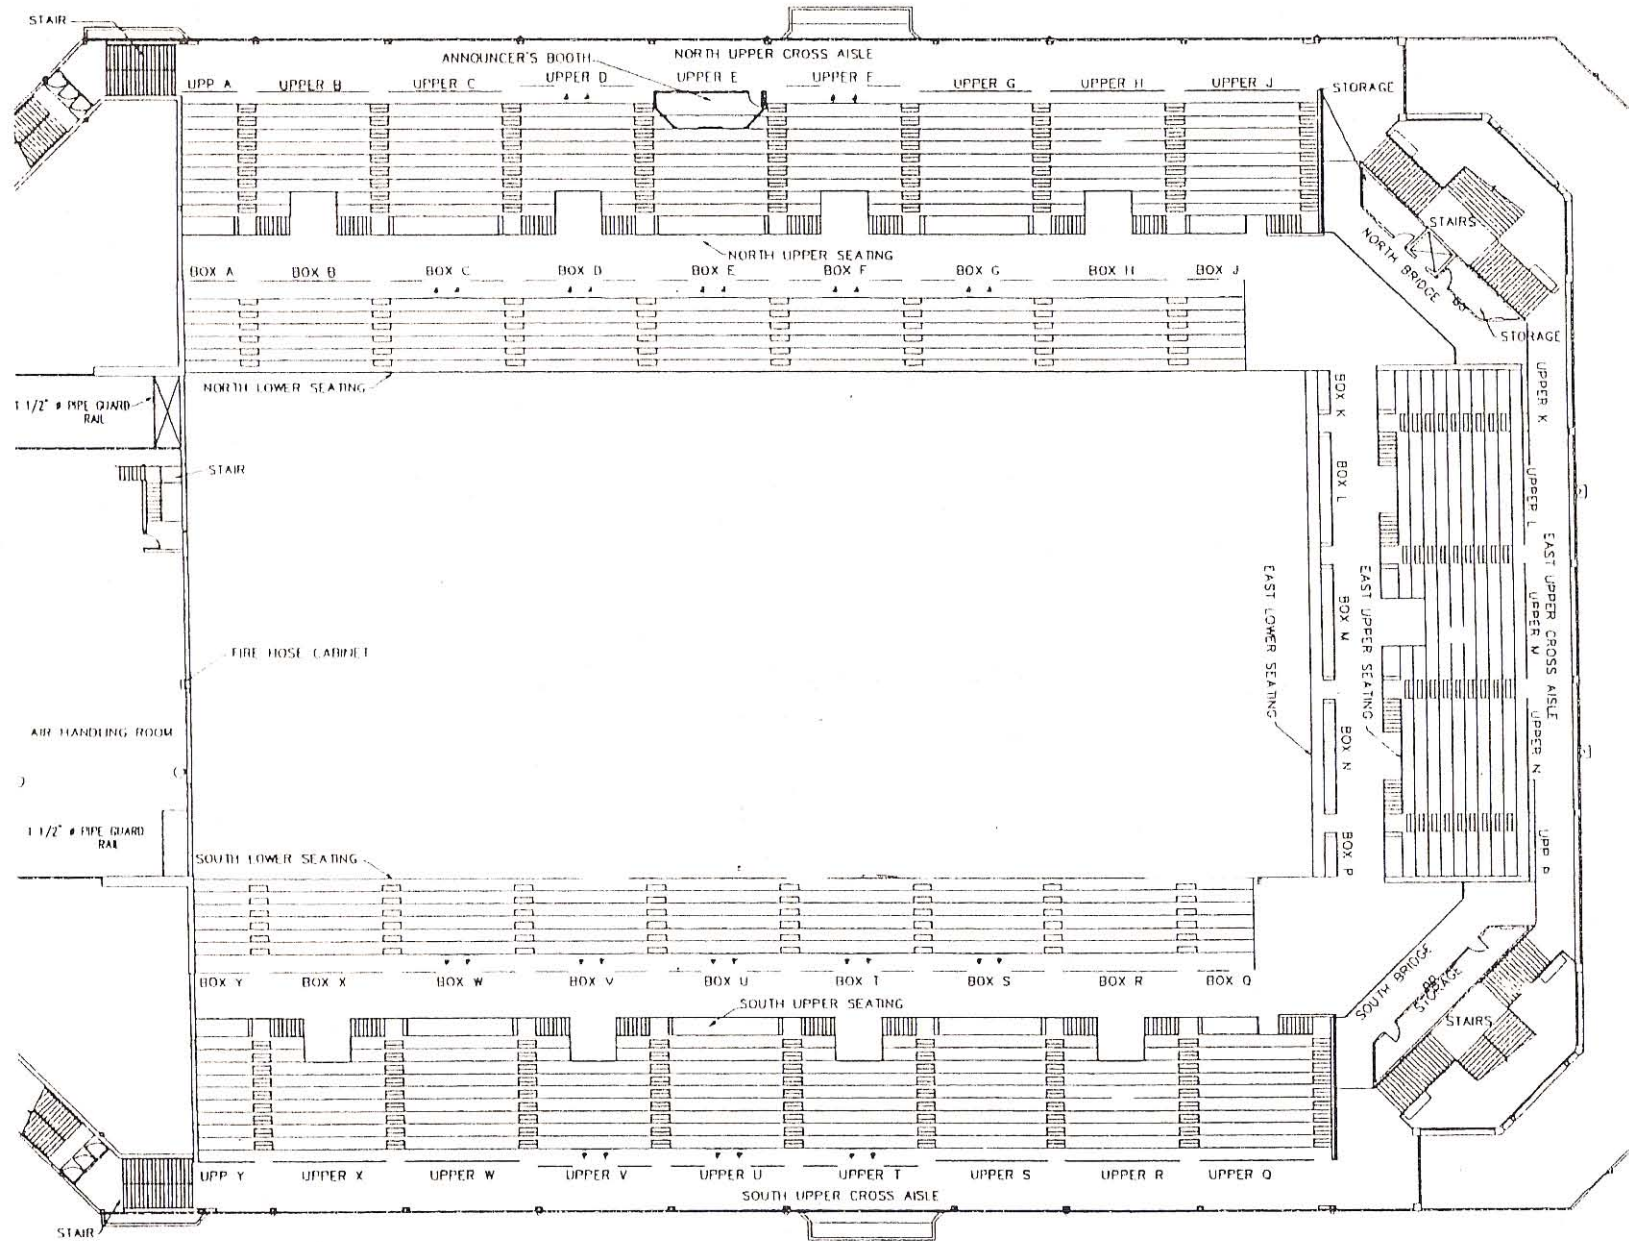 STAIR
ANNOUNCER'S BOOTH
NORTH UPPER CROSS AISLE
UPP A
UPPER B
UPPER C
UPPER D
UPPER E
UPPER F
UPPER G
UPPER H
UPPER J
STORAGE
STAIRS
NORTH BRIDGE
STORAGE
NORTH UPPER SEATING
BOX A
BOX B
BOX C
BOX D
BOX E
BOX F
BOX G
BOX H
BOX J
NORTH LOWER SEATING
1 1/2" ø PIPE GUARD
RAIL
STAIR
BOX K
BOX L
BOX M
BOX N
BOX P
UPPER K
UPPER L
UPPER M
UPPER N
UPP P
EAST LOWER SEATING
EAST UPPER SEATING
EAST UPPER CROSS AISLE
FIRE HOSE CABINET
AIR HANDLING ROOM
1 1/2" ø PIPE GUARD
RAIL
SOUTH LOWER SEATING
BOX Y
BOX X
BOX W
BOX V
BOX U
BOX T
BOX S
BOX R
BOX Q
SOUTH UPPER SEATING
SOUTH BRIDGE
STORAGE
STAIRS
UPP Y
UPPER X
UPPER W
UPPER V
UPPER U
UPPER T
UPPER S
UPPER R
UPPER Q
SOUTH UPPER CROSS AISLE
STAIR